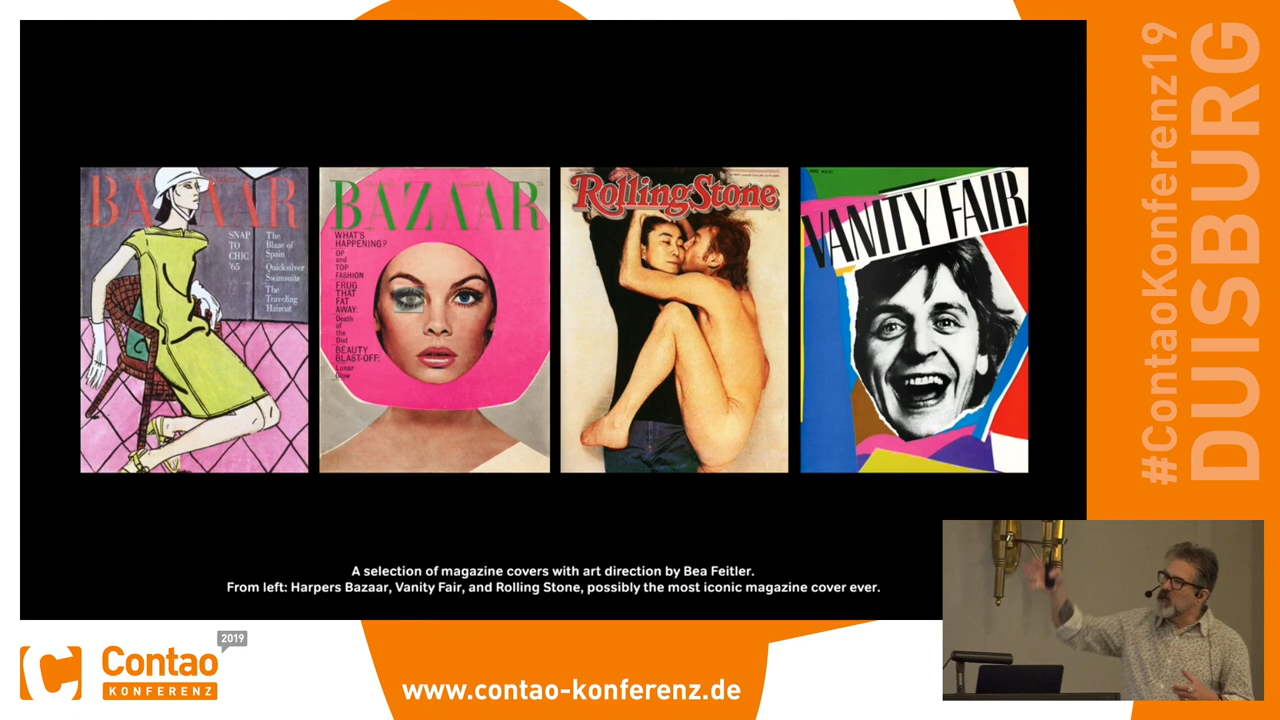 BAZAAR
SNAP
TO
CHIC
'65
The
Blaze of
Spain
Quicksilver
Swimsuits
The
Traveling
Haircut
BAZAAR
WHAT'S
HAPPENING?
OP
and
TOP
FASHION
FRUG
THAT
FAT
AWAY:
Death
of
the
Diet
BEAUTY
BLAST-OFF:
Lunar
Glow
Rolling Stone
VANITY FAIR
A selection of magazine covers with art direction by Bea Feitler.
From left: Harpers Bazaar, Vanity Fair, and Rolling Stone, possibly the most iconic magazine cover ever.
#ContaoKonferenz19
DUISBURG
2019
Contao
KONFERENZ
www.contao-konferenz.de